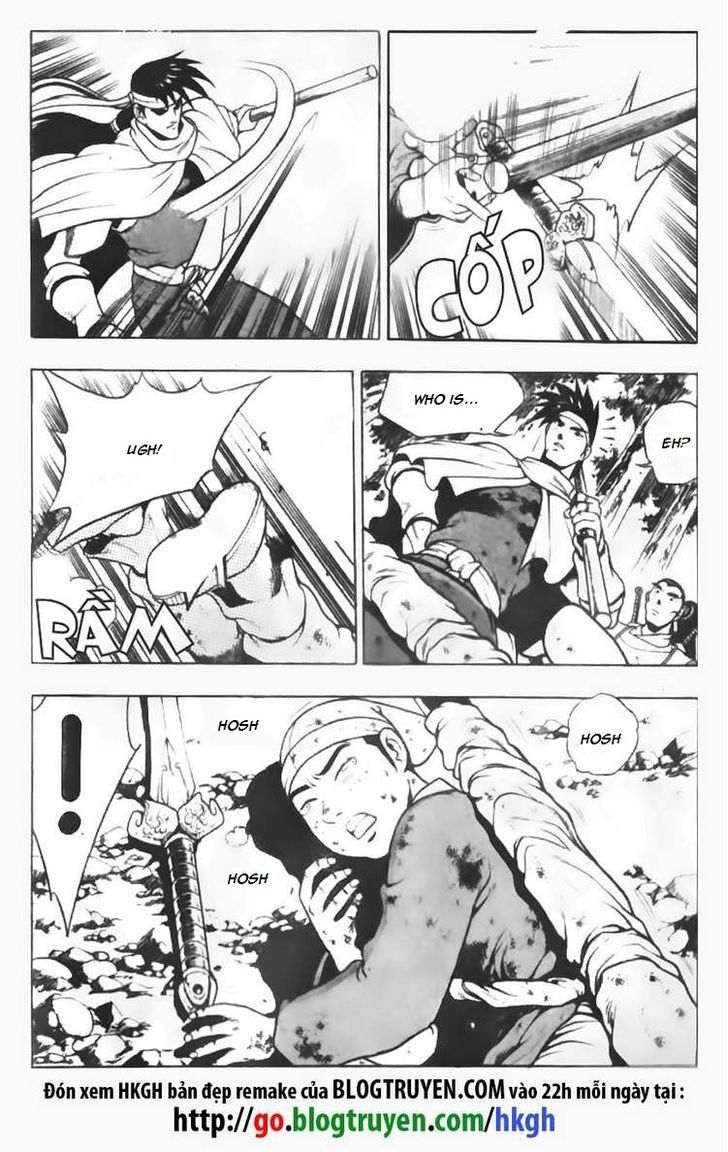 CỐP
UGH!
RẦM
WHO IS...
EH?
!
HOSH
HOSH
HOSH
Đón xem HKGH bản đẹp remake của BLOGTRUYEN.COM vào 22h mỗi ngày tại :
http://go.blogtruyen.com/hkgh